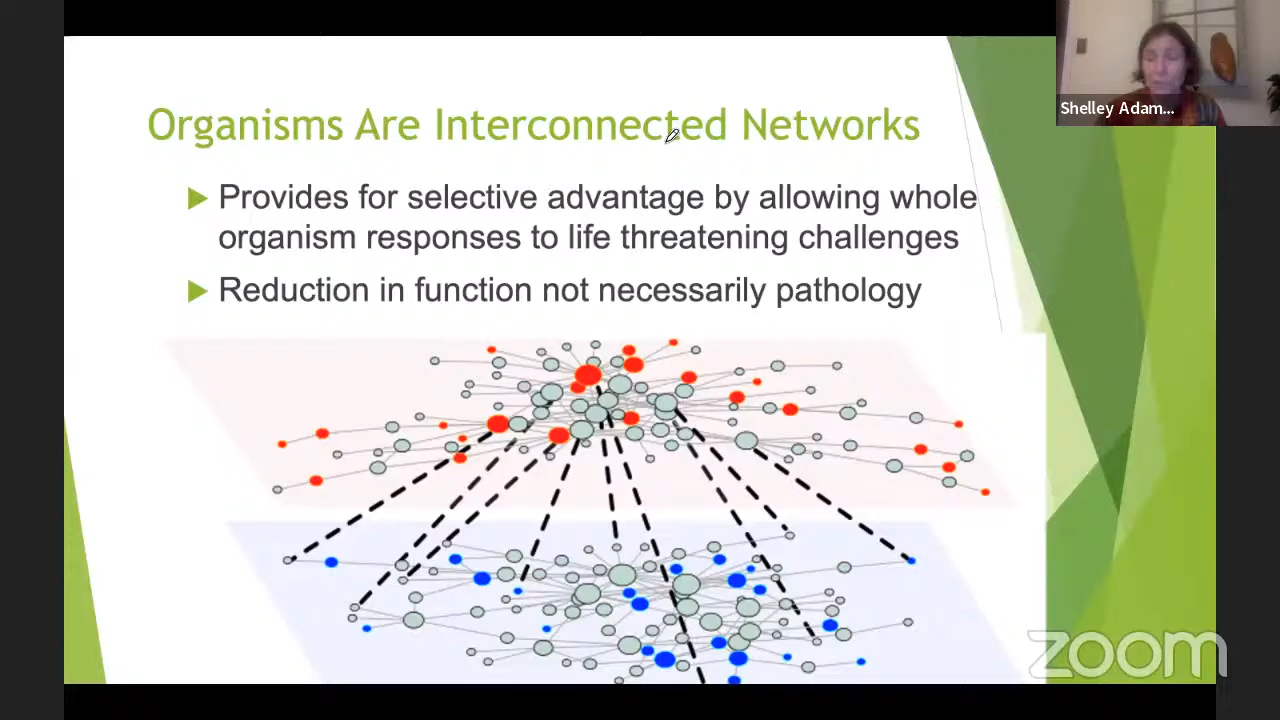 Shelley Adam...
Organisms Are Interconnected Networks
Provides for selective advantage by allowing whole
organism responses to life threatening challenges
Reduction in function not necessarily pathology
zoom